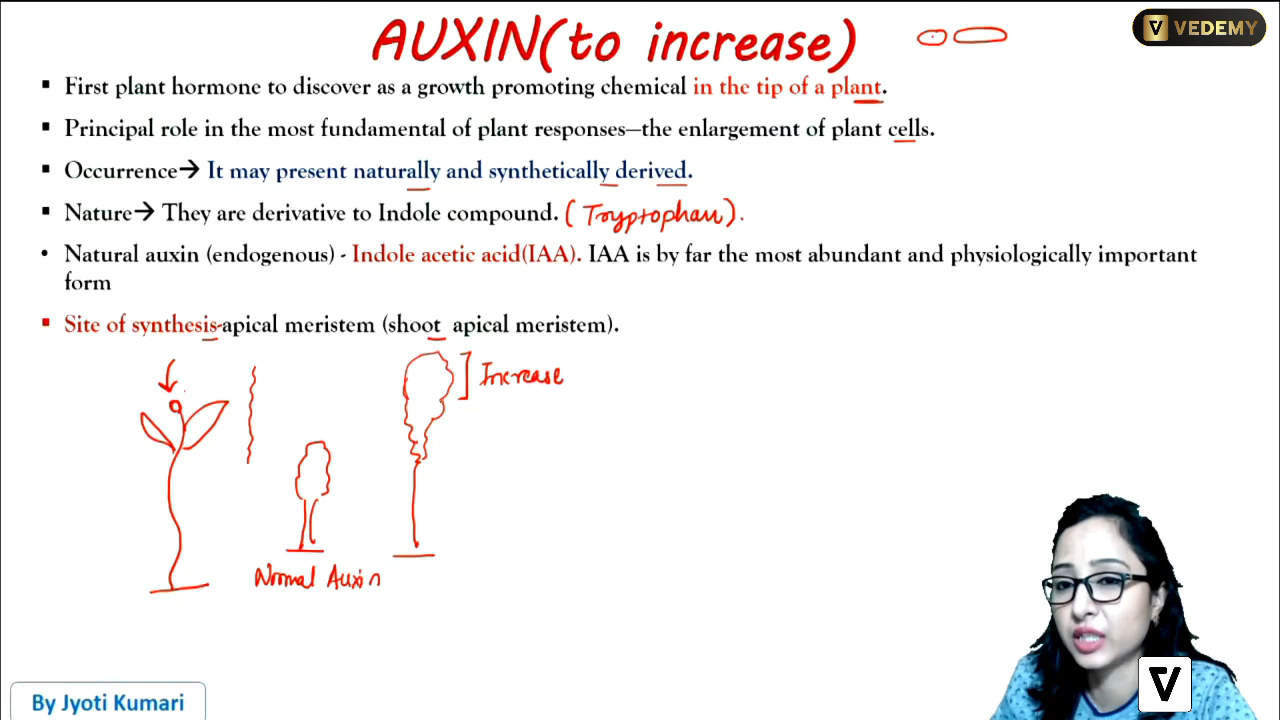 AUXIN(to increase)
VEDEMY
▪ First plant hormone to discover as a growth promoting chemical in the tip of a plant.
▪ Principal role in the most fundamental of plant responses—the enlargement of plant cells.
▪ Occurrence→ It may present naturally and synthetically derived.
▪ Nature→ They are derivative to Indole compound. (Tryptophan).
• Natural auxin (endogenous) - Indole acetic acid(IAA). IAA is by far the most abundant and physiologically important
form
▪ Site of synthesis-apical meristem (shoot apical meristem).
Increase
Normal Auxin
By Jyoti Kumari